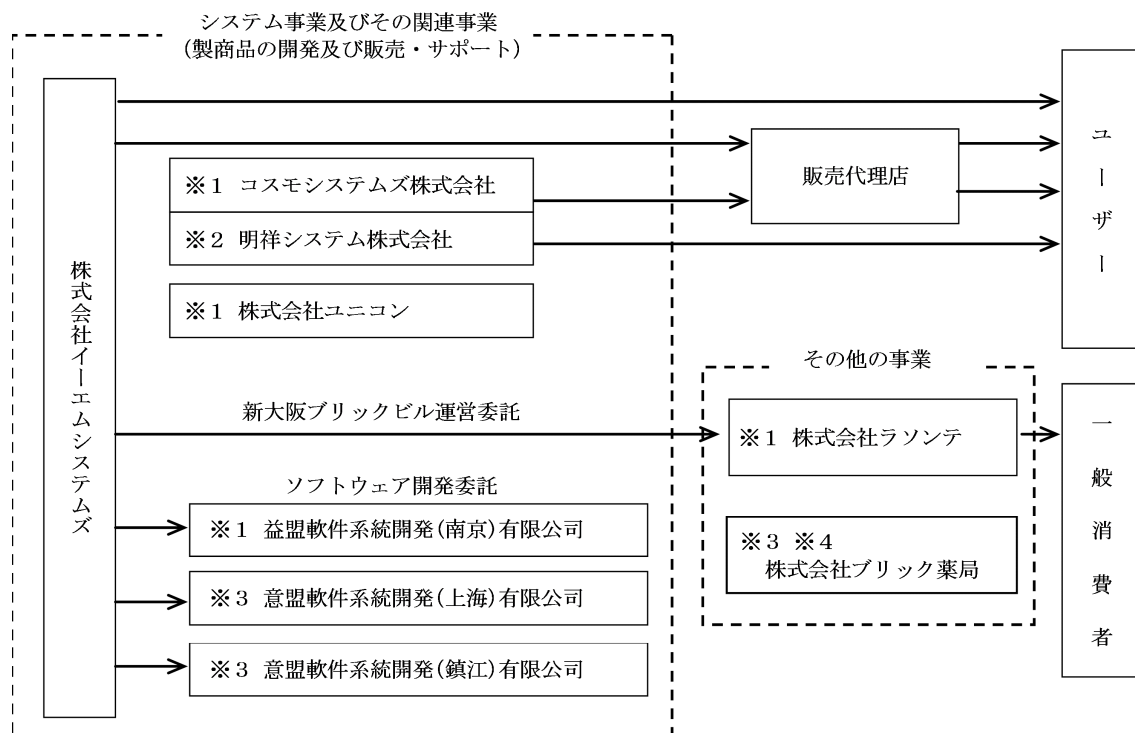 システム事業及びその関連事業
(製商品の開発及び販売・サポート)
株式会社イーエムシステムズ
※1 コスモシステムズ株式会社
※2 明祥システム株式会社
※1 株式会社ユニコン
販売代理店
ユーザー
新大阪ブリックビル運営委託
その他の事業
※1 株式会社ラソンテ
※3 ※4
株式会社ブリック薬局
一般消費者
ソフトウェア開発委託
※1 益盟軟件系統開発(南京)有限公司
※3 意盟軟件系統開発(上海)有限公司
※3 意盟軟件系統開発(鎮江)有限公司